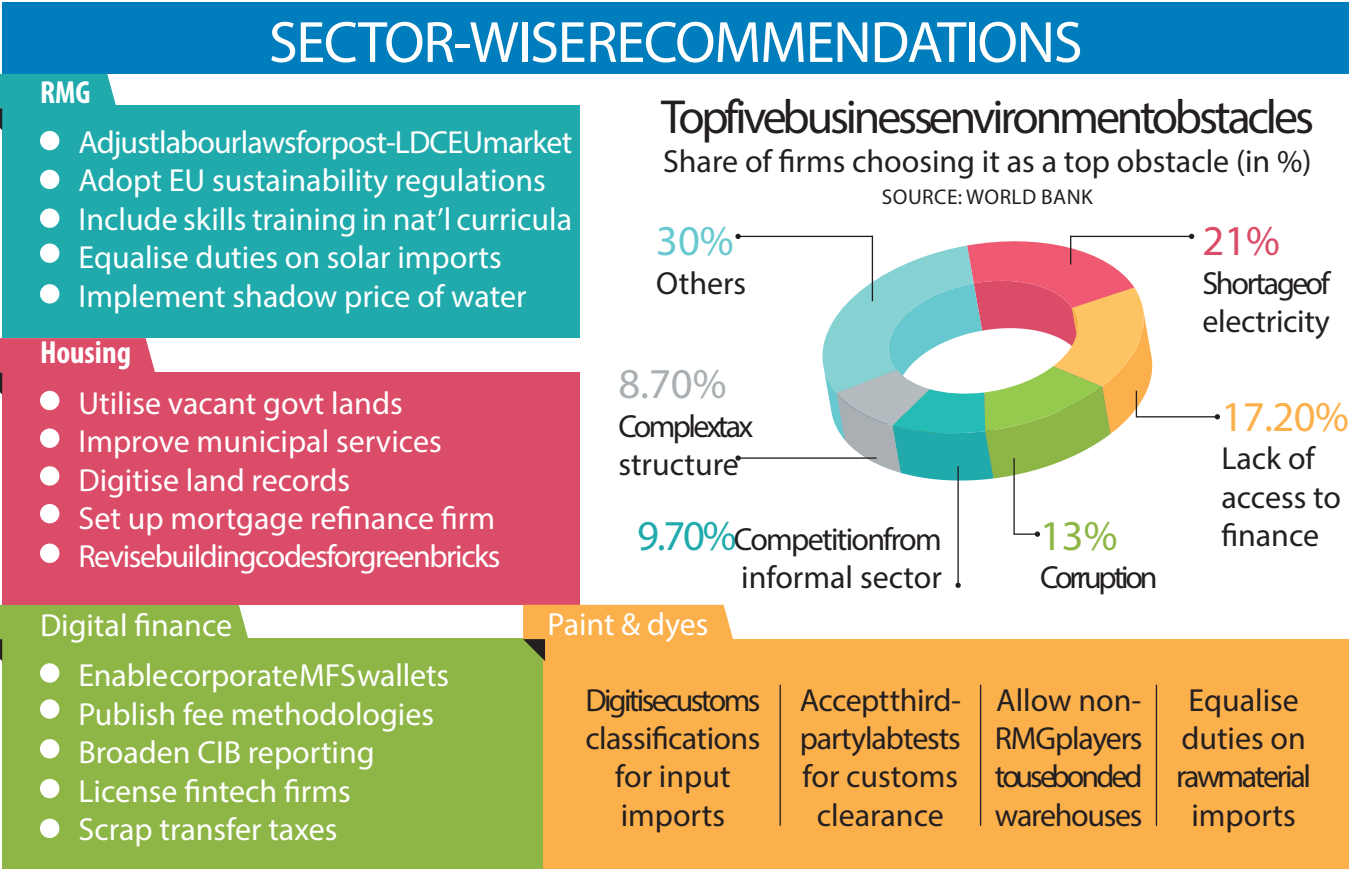 SECTOR-WISERECOMMENDATIONS
RMG
Adjustlabourlawsforpost-LDCEUmarket
Adopt EU sustainability regulations
Include skills training in nat'l curricula
Equalise duties on solar imports
Implement shadow price of water
Housing
Utilise vacant govt lands
Improve municipal services
Digitise land records
Set up mortgage refinance firm
Revisebuildingcodesforgreenbricks
Topfivebusinessenvironmentobstacles
Share of firms choosing it as a top obstacle (in %)
SOURCE: WORLD BANK
30%
Others
21%
Shortageof
electricity
8.70%
Complextax
structure
17.20%
Lack of
access to
finance
9.70%Competitionfrom
informal sector
13%
Corruption
Digital finance
EnablecorporateMFSwallets
Publish fee methodologies
Broaden CIB reporting
License fintech firms
Scrap transfer taxes
Paint & dyes
Digitisecustoms
classifications
for input
imports
Acceptthird-
partylabtests
for customs
clearance
Allow non-
RMGplayers
tousebonded
warehouses
Equalise
duties on
rawmaterial
imports